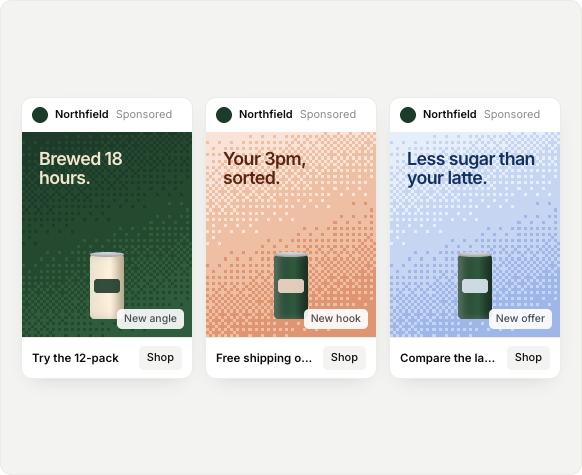 Northfield Sponsored
Brewed 18
hours.
New angle
Try the 12-pack
Shop
Northfield Sponsored
Your 3pm,
sorted.
New hook
Free shipping o...
Shop
Northfield Sponsored
Less sugar than
your latte.
New offer
Compare the la...
Shop